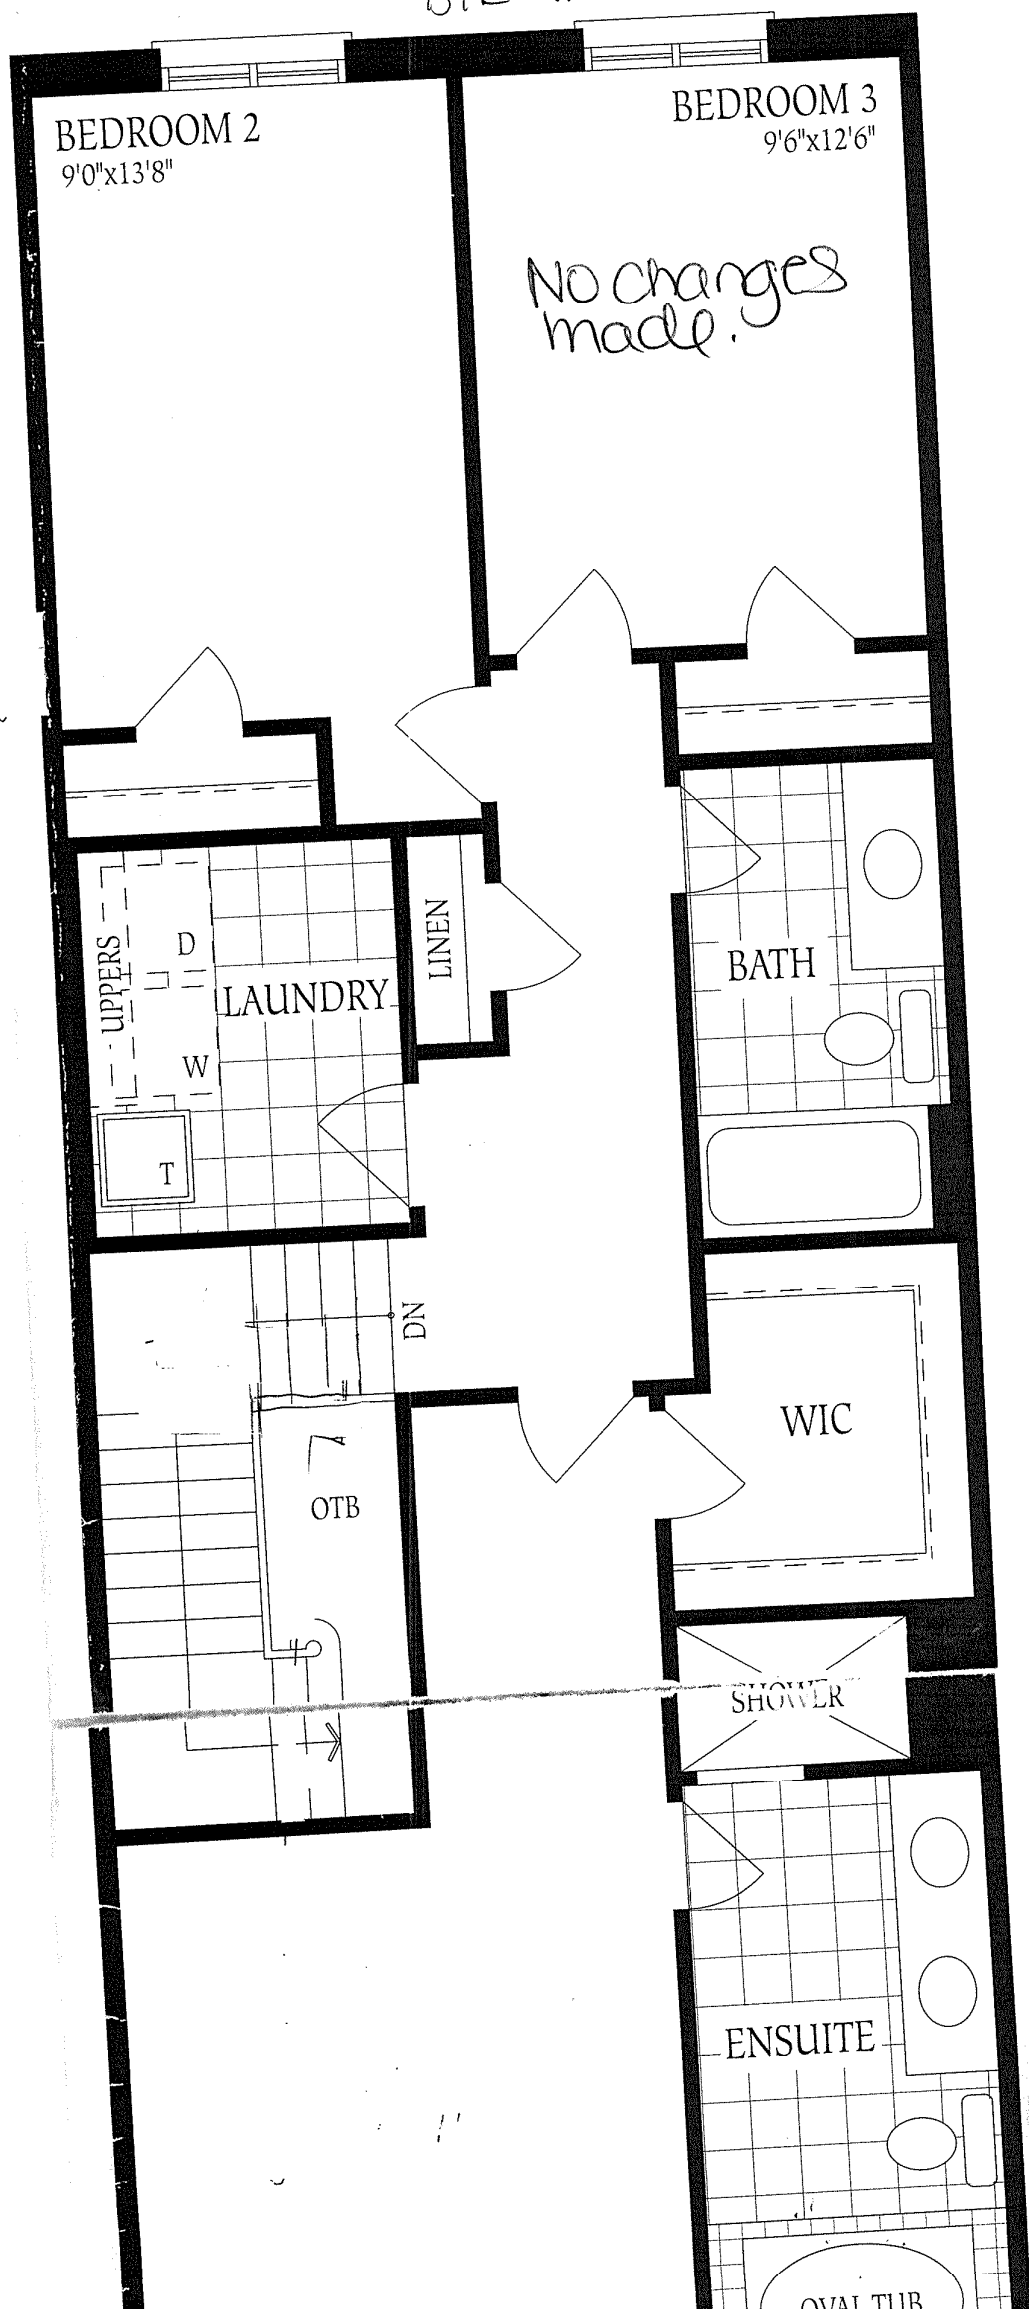 BEDROOM 2
9'0"x13'8"
BEDROOM 3
9'6"x12'6"
No changes
made.
UPPERS
D
LAUNDRY
W
T
LINEN
BATH
DN
WIC
OTB
SHOWER
ENSUITE
OVAL TUB